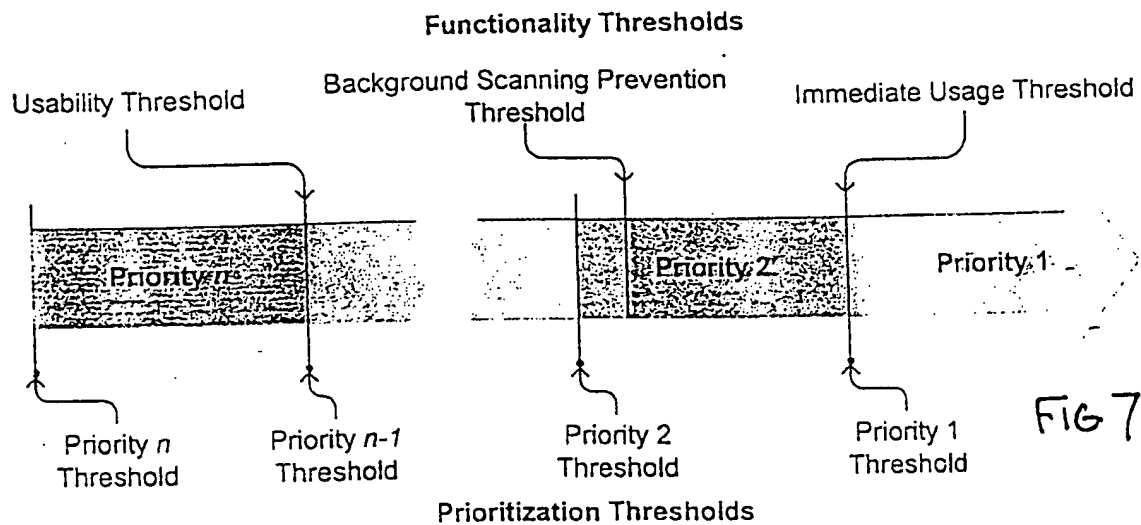 Functionality Thresholds
Usability Threshold
Background Scanning Prevention
Threshold
Immediate Usage Threshold
Priority n
Priority 2
Priority 1
Priority n
Threshold
Priority n-1
Threshold
Priority 2
Threshold
Priority 1
Threshold
FIG 7
Prioritization Thresholds